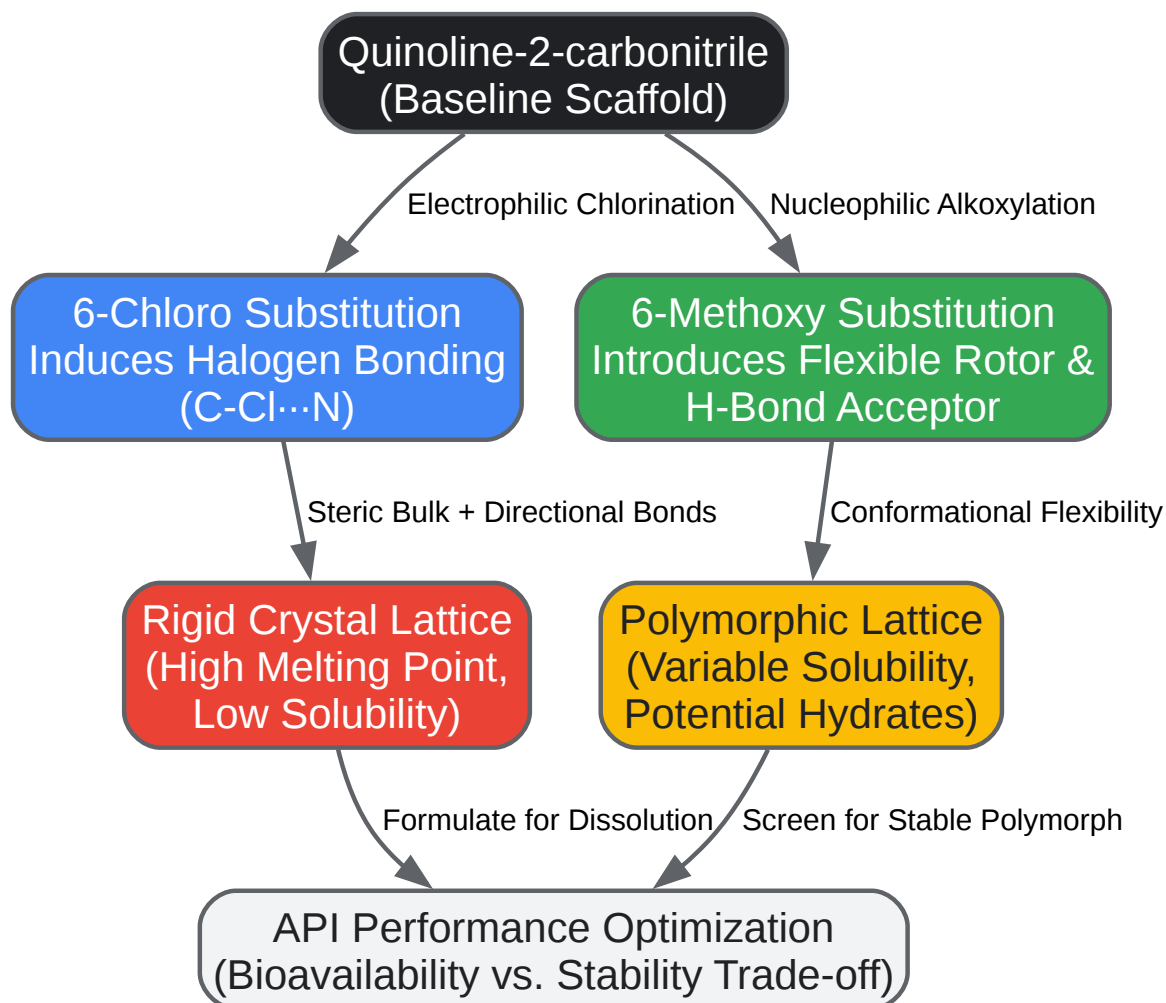 Quinoline-2-carbonitrile
(Baseline Scaffold)
Electrophilic Chlorination
Nucleophilic Alkoxylation
6-Chloro Substitution
Induces Halogen Bonding
(C-Cl···N)
6-Methoxy Substitution
Introduces Flexible Rotor &
H-Bond Acceptor
Steric Bulk + Directional Bonds
Conformational Flexibility
Rigid Crystal Lattice
(High Melting Point,
Low Solubility)
Polymorphic Lattice
(Variable Solubility,
Potential Hydrates)
Formulate for Dissolution
Screen for Stable Polymorph
API Performance Optimization
(Bioavailability vs. Stability Trade-off)